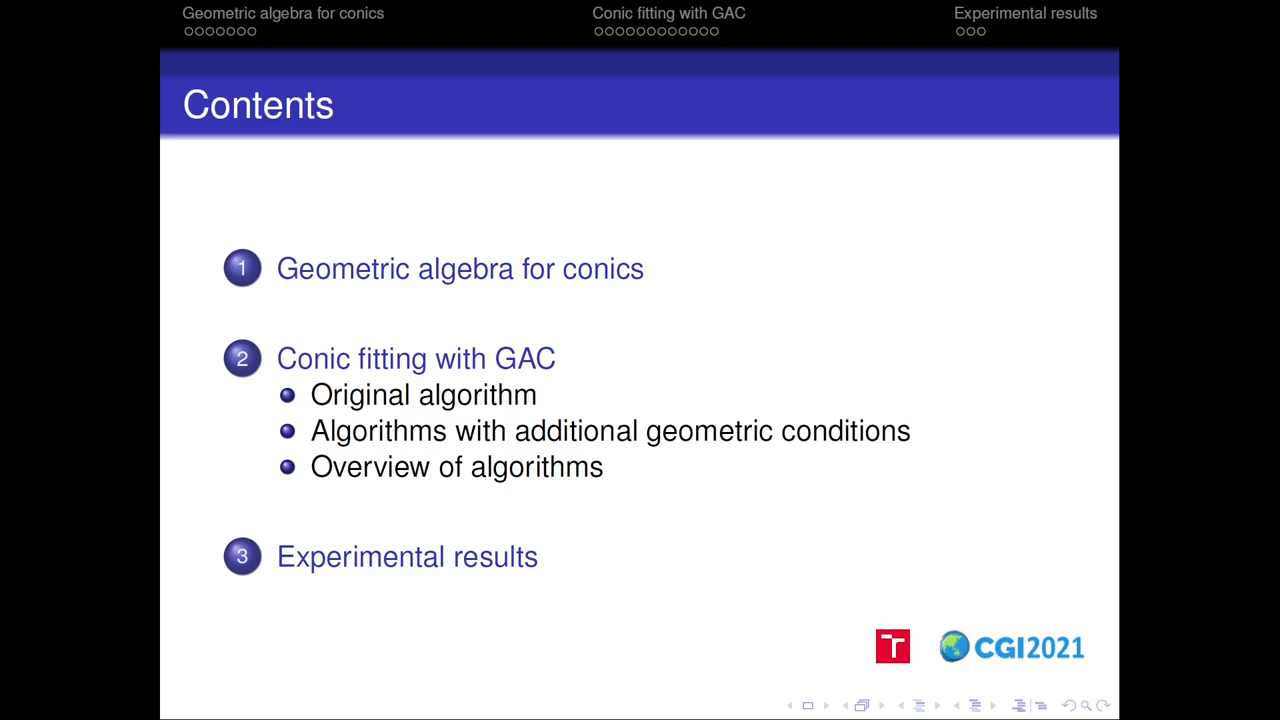 Geometric algebra for conics
Conic fitting with GAC
Experimental results
Contents
1 Geometric algebra for conics
2 Conic fitting with GAC
Original algorithm
Algorithms with additional geometric conditions
Overview of algorithms
3 Experimental results
T CGI2021